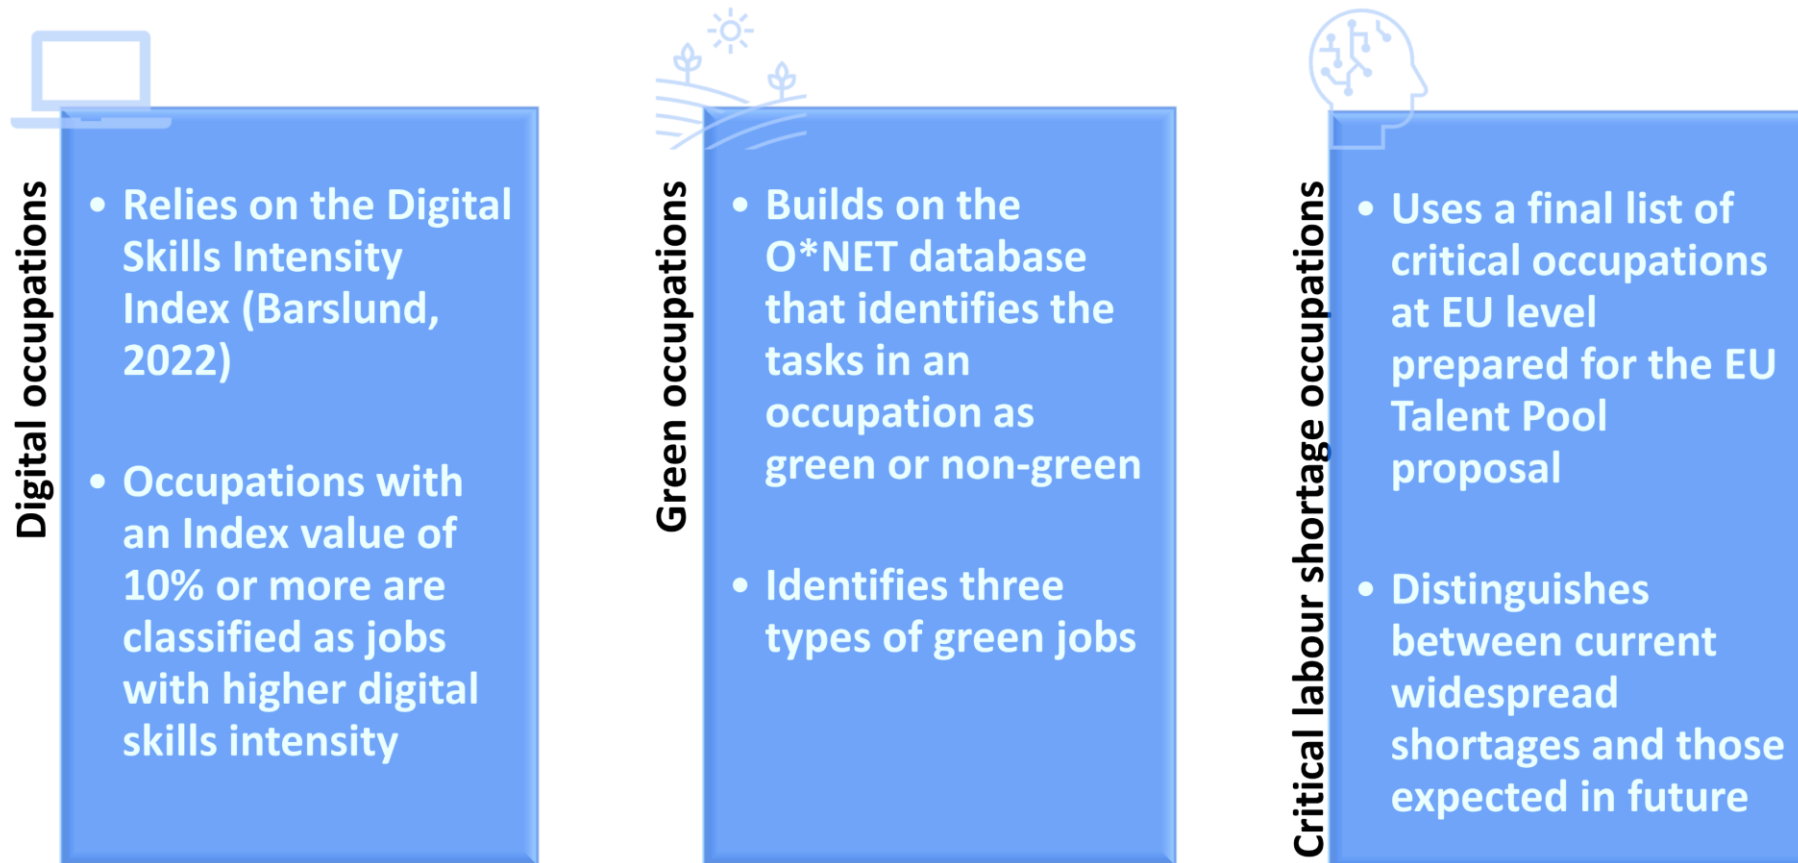 Digital occupations
• Relies on the Digital
Skills Intensity
Index (Barslund,
2022)
• Occupations with
an Index value of
10% or more are
classified as jobs
with higher digital
skills intensity
Green occupations
• Builds on the
O*NET database
that identifies the
tasks in an
occupation as
green or non-green
• Identifies three
types of green jobs
Critical labour shortage occupations
• Uses a final list of
critical occupations
at EU level
prepared for the EU
Talent Pool
proposal
• Distinguishes
between current
widespread
shortages and those
expected in future